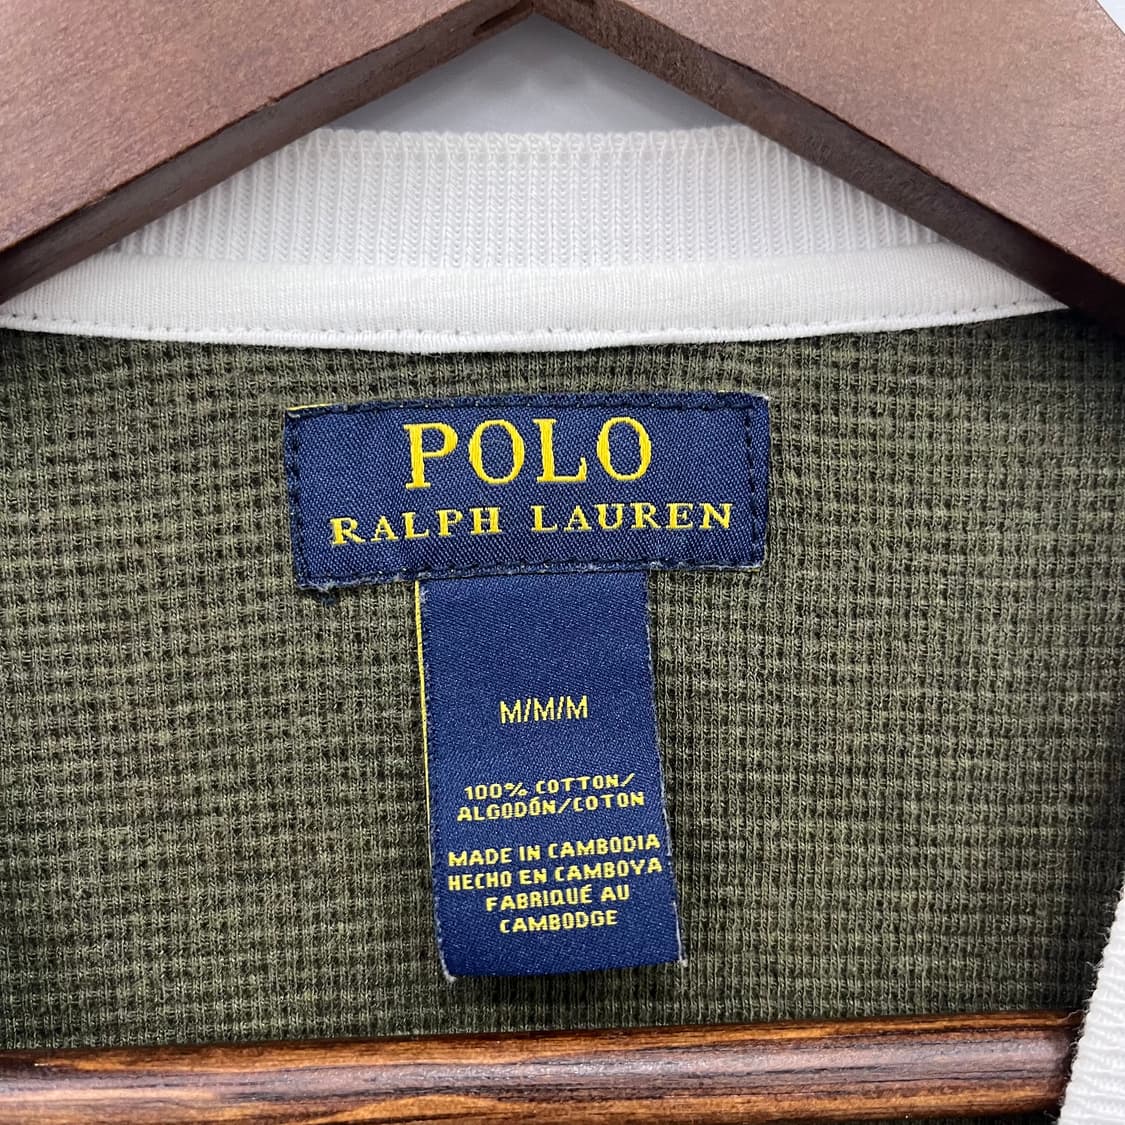 POLO
RALPH LAUREN
M/M/M
100% COTTON/
ALGODÓN/COTON
MADE IN CAMBODIA
HECHO EN CAMBOYA
FABRIQUÉ AU
CAMBODGE